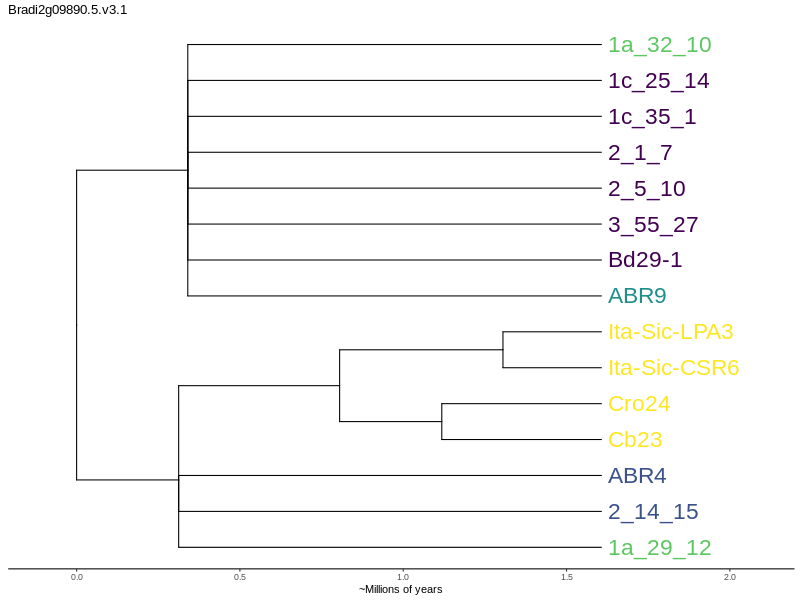 Bradi2g09890.5.v3.1
1a_32_10
1c_25_14
1c_35_1
2_1_7
2_5_10
3_55_27
Bd29-1
ABR9
Ita-Sic-LPA3
Ita-Sic-CSR6
Cro24
Cb23
ABR4
2_14_15
1a_29_12
0.0 0.5 1.0 1.5 2.0
~Millions of years